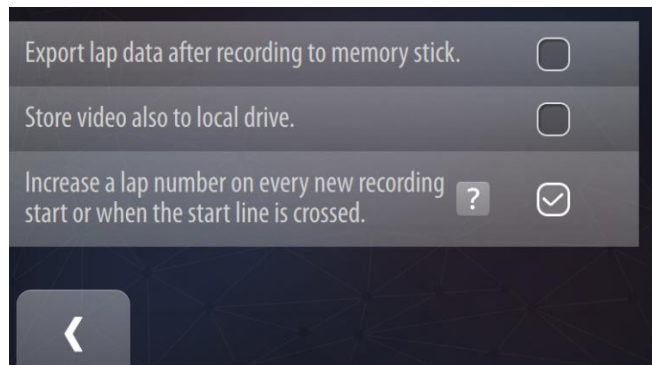 Export lap data after recording to memory stick.
Store video also to local drive.
Increase a lap number on every new recording
start or when the start line is crossed.
?